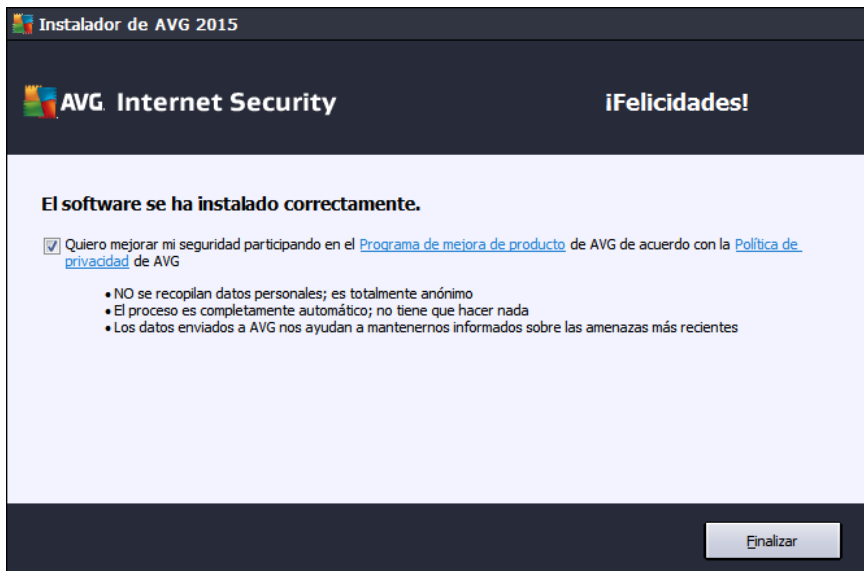 Instalador de AVG 2015
AVG. Internet Security
¡Felicidades!
El software se ha instalado correctamente.
Quiero mejorar mi seguridad participando en el Programa de mejora de producto de AVG de acuerdo con la Política de
privacidad de AVG
• NO se recopilan datos personales; es totalmente anónimo
• El proceso es completamente automático; no tiene que hacer nada
• Los datos enviados a AVG nos ayudan a mantenernos informados sobre las amenazas más recientes
Finalizar